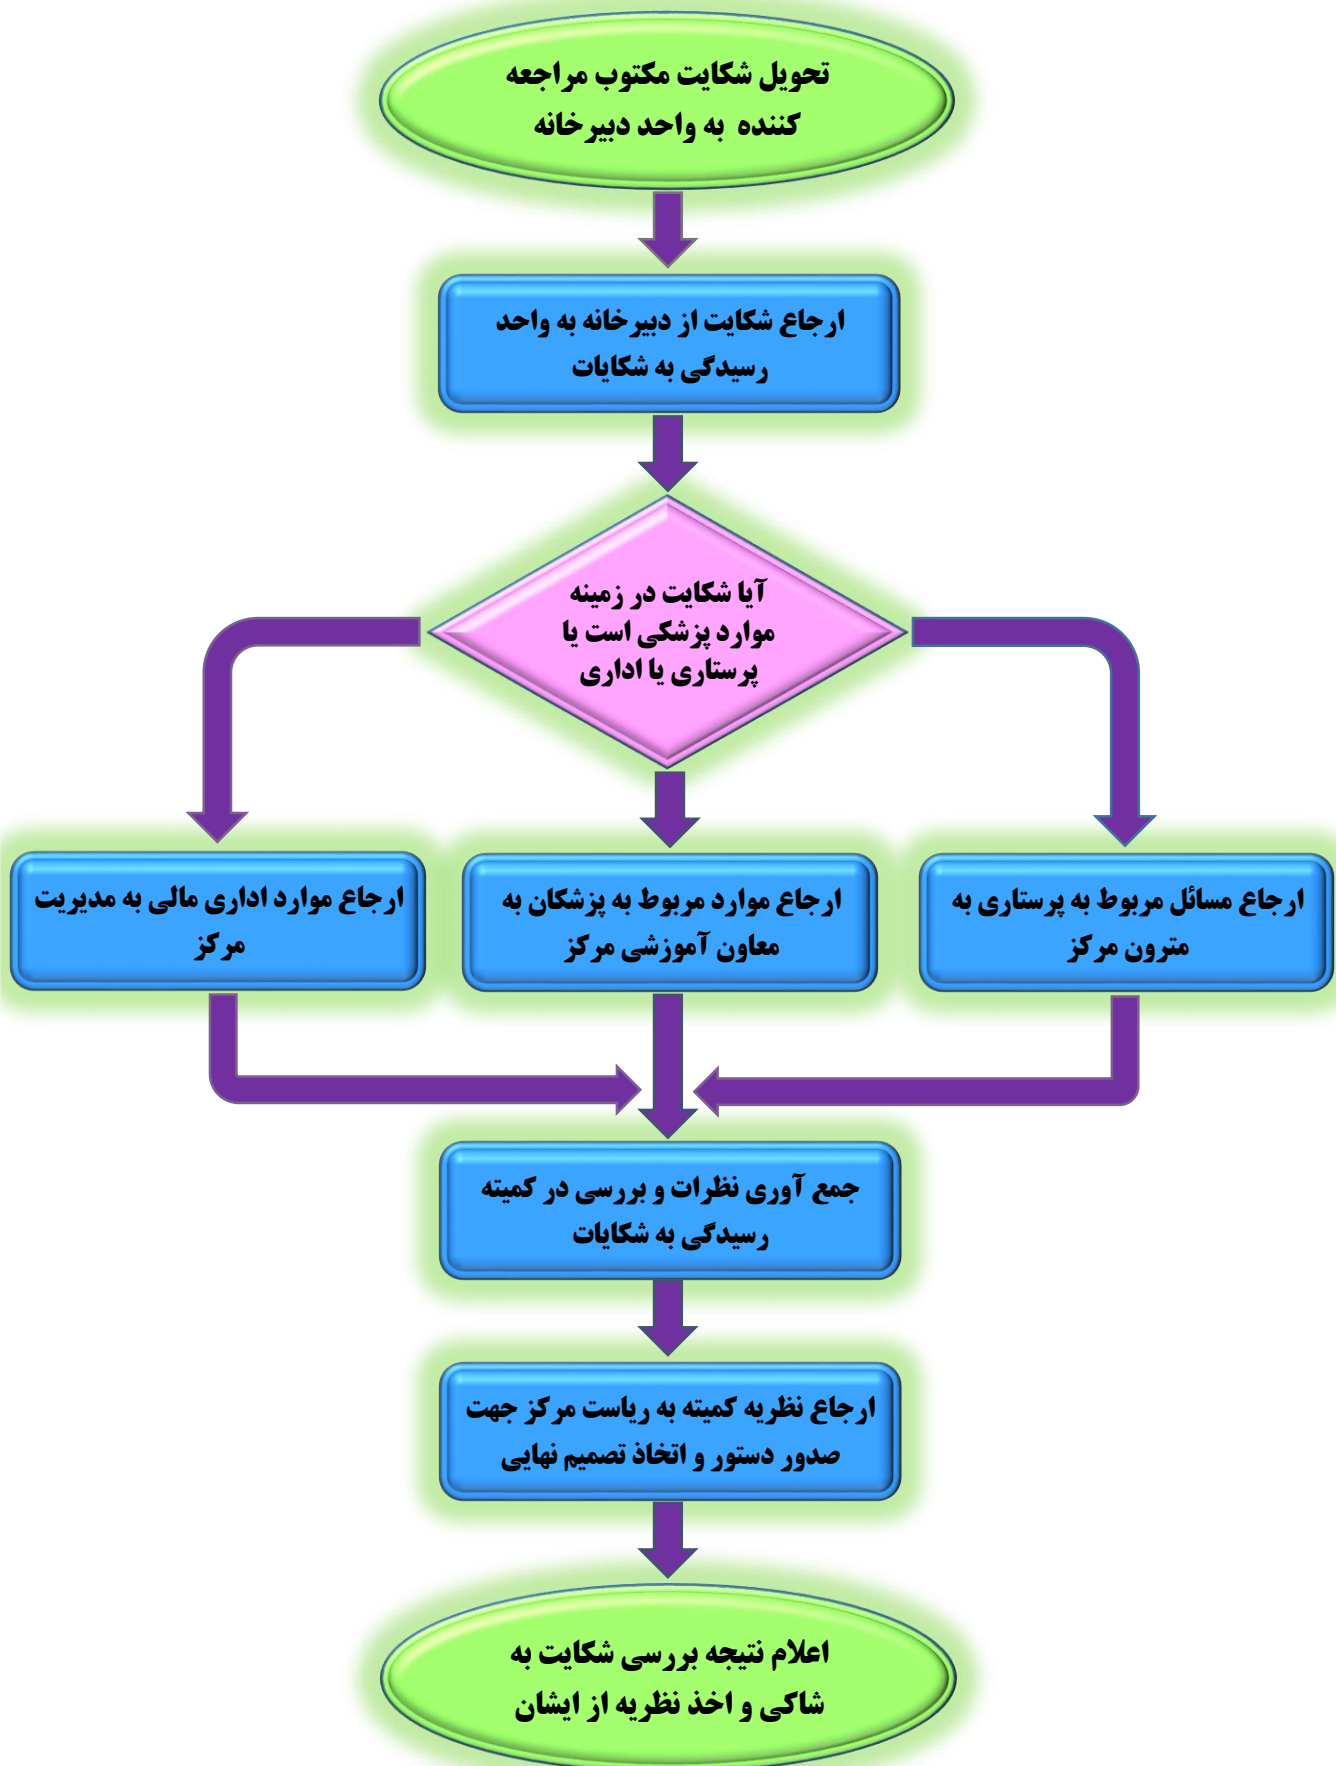 تحویل شکایت مکتوب مراجعه
کننده به واحد دبیرخانه
ارجاع شکایت از دبیرخانه به واحد
رسیدگی به شکایات
آیا شکایت در زمینه
موارد پزشکی است یا
پرستاری یا اداری
ارجاع مسائل مربوط به پرستاری به
مترون مرکز
ارجاع موارد مربوط به پزشکان به
معاون آموزشی مرکز
ارجاع موارد اداری مالی به مدیریت
مرکز
جمع آوری نظرات و بررسی در کمیته
رسیدگی به شکایات
ارجاع نظریه کمیته به ریاست مرکز جهت
صدور دستور و اتخاذ تصمیم نهایی
اعلام نتیجه بررسی شکایت به
شاکی و اخذ نظریه از ایشان